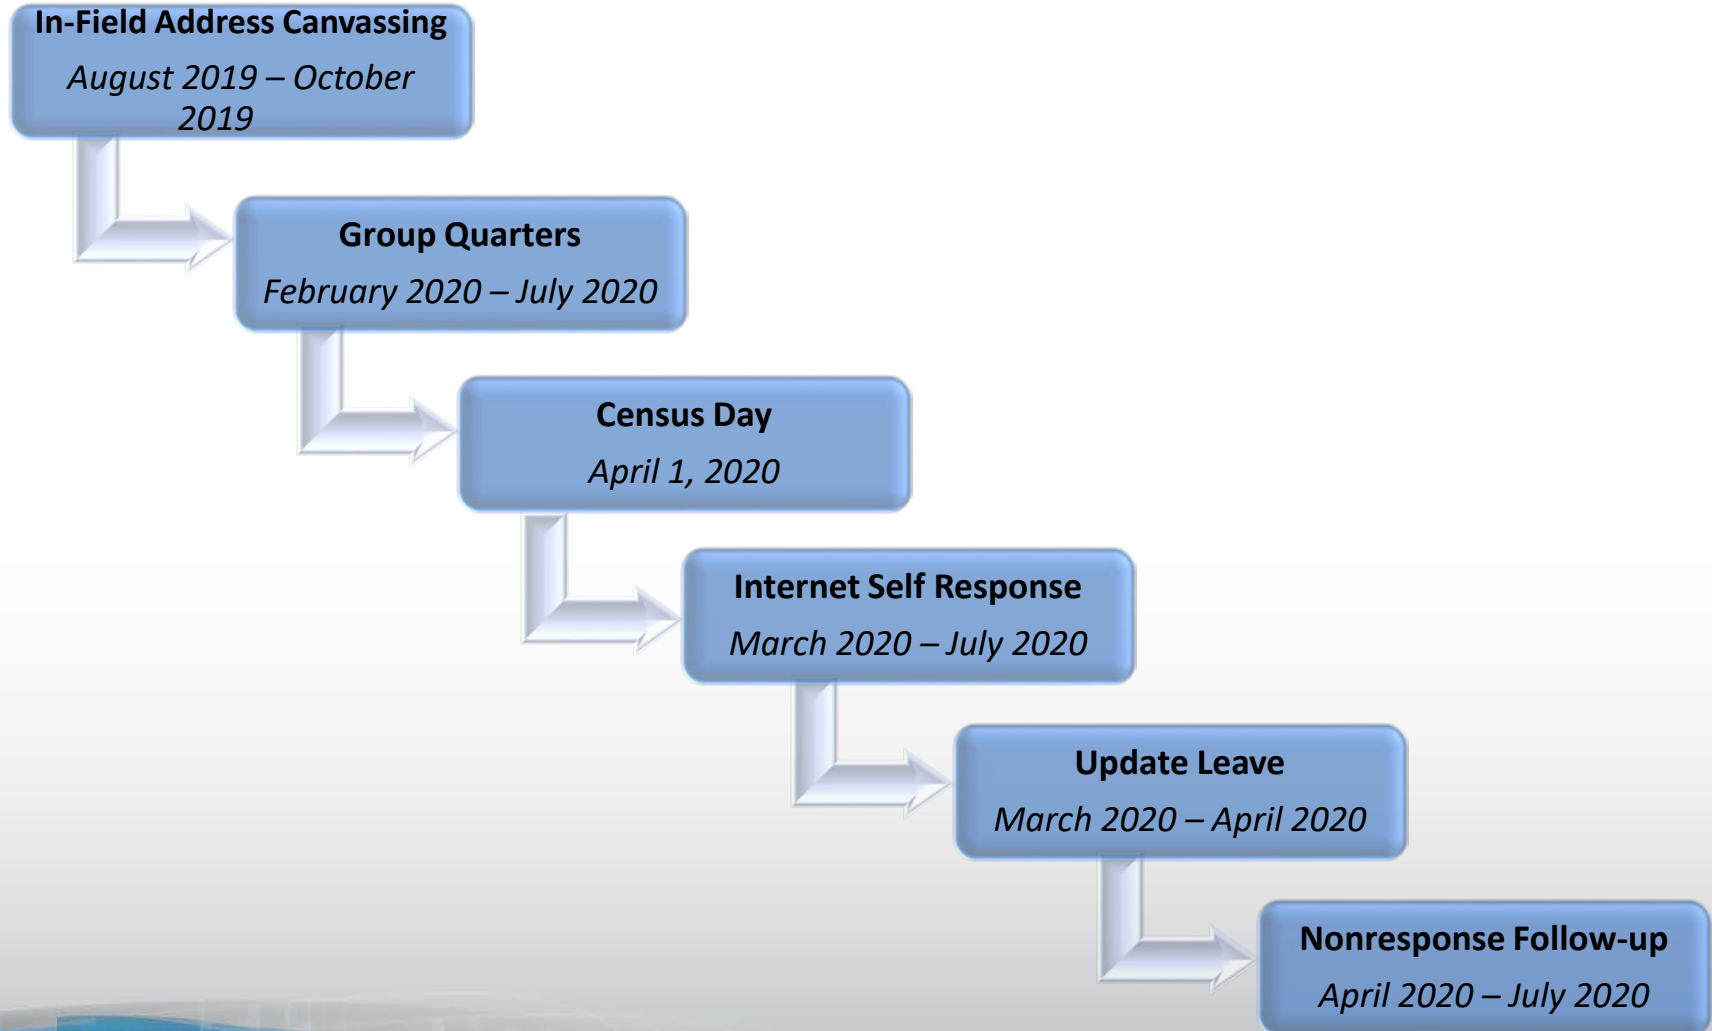 In-Field Address Canvassing
August 2019 – October
2019
Group Quarters
February 2020 – July 2020
Census Day
April 1, 2020
Internet Self Response
March 2020 – July 2020
Update Leave
March 2020 – April 2020
Nonresponse Follow-up
April 2020 – July 2020